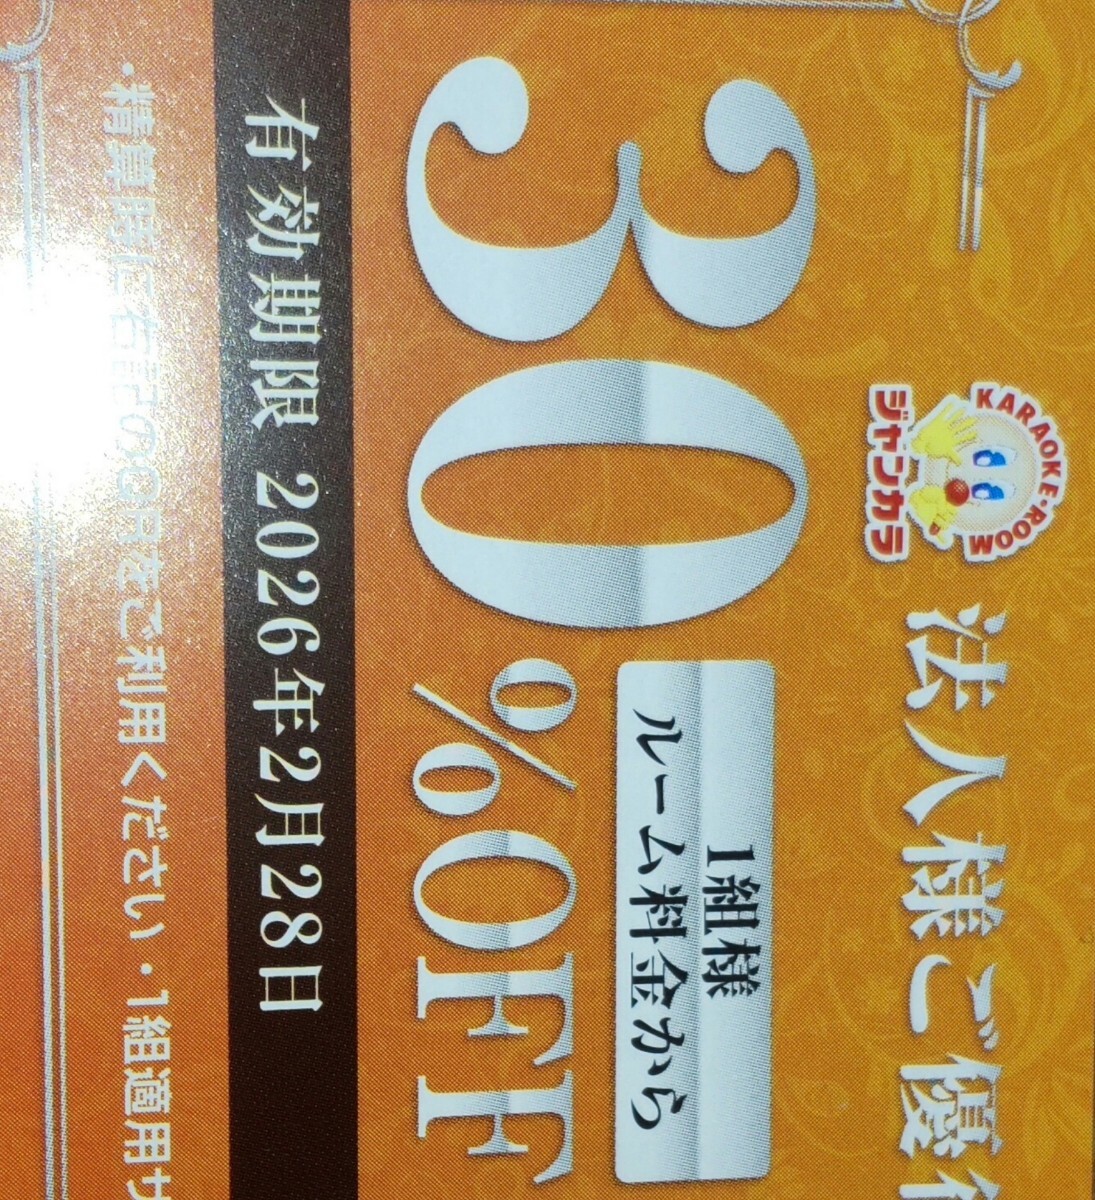 KARAOKE・ROOM
ジャンカラ
法人様ご優
1組様
ルーム料金から
30%OFF
有効期限 2026年2月28日
・精算時に右記のQRをご利用ください・1組適用サ